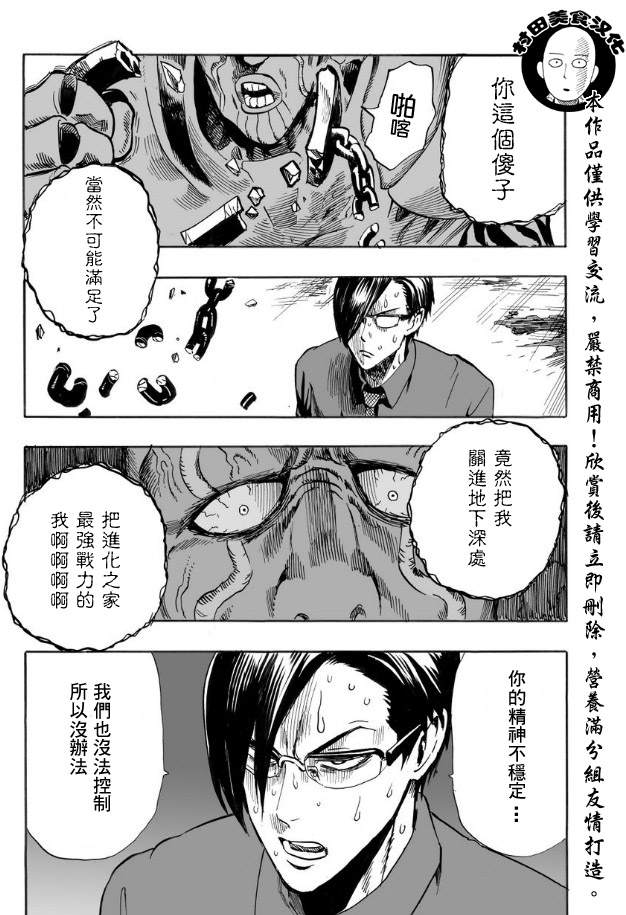 村田美食汉化
本作品僅供學習交流，嚴禁商用！欣賞後請立即刪除，營養滿分組友情打造。
你這個傻子
啪喀
當然不可能滿足了
竟然把我
關進地下深處
把進化之家
最強戰力的
我啊啊啊啊
你的精神不穩定…
我們也沒法控制
所以沒辦法